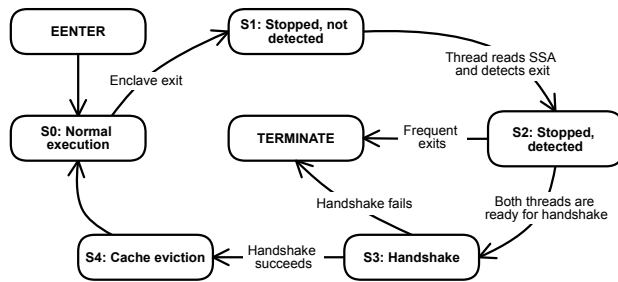 EENTER
S1: Stopped, not
detected
Enclave exit
Thread reads SSA
and detects exit
S0: Normal
execution
TERMINATE
Frequent
exits
S2: Stopped,
detected
Handshake fails
Both threads are
ready for handshake
S4: Cache eviction
Handshake
succeeds
S3: Handshake